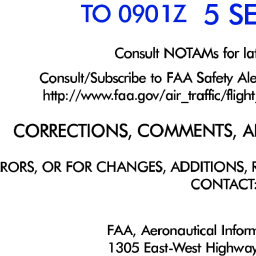 TO 0901Z 5 SE
Consult NOTAMs for lat
Consult/Subscribe to FAA Safety Ale
http://www.faa.gov/air_traffic/flight_
CORRECTIONS, COMMENTS, A
RORS, OR FOR CHANGES, ADDITIONS, R
CONTACT:
FAA, Aeronautical Inform
1305 East-West Highway